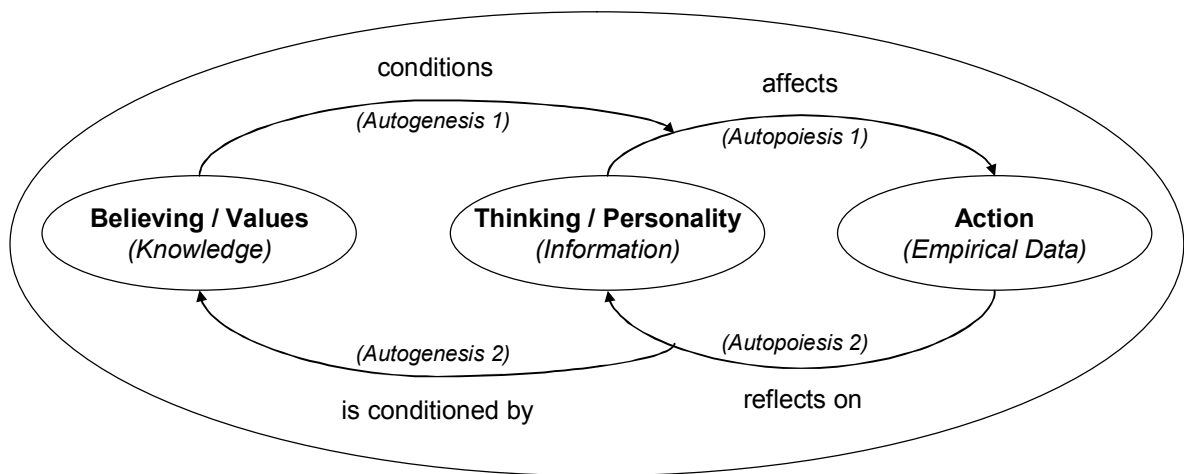 conditions
affects
(Autogenesis 1)
(Autopoiesis 1)
Believing / Values
(Knowledge)
Thinking / Personality
(Information)
Action
(Empirical Data)
(Autogenesis 2)
(Autopoiesis 2)
is conditioned by
reflects on